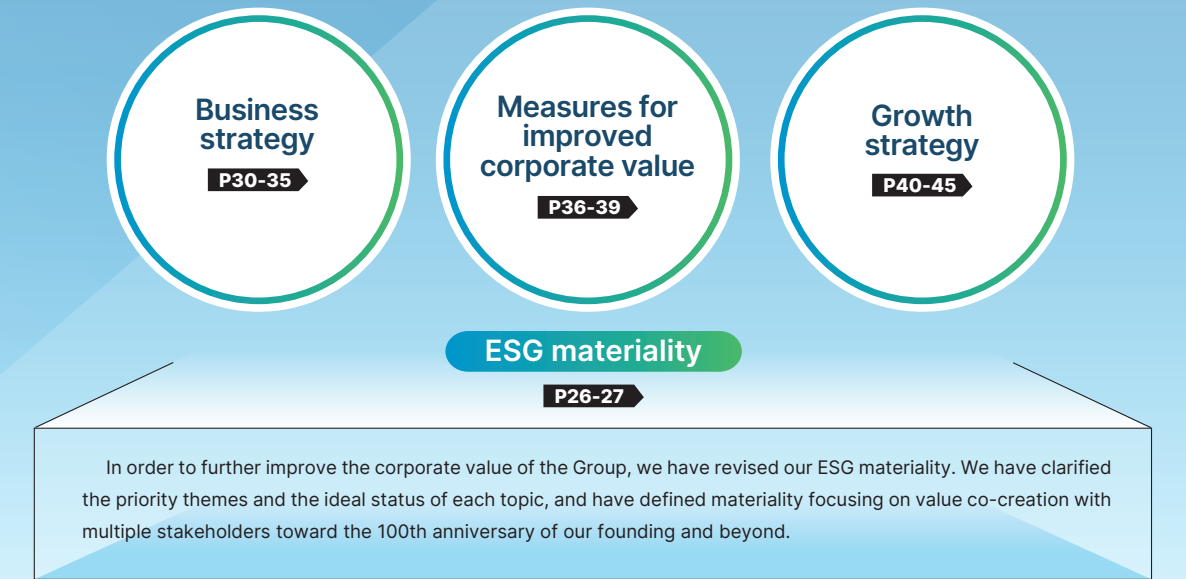 Business
strategy
P30-35
Measures for
improved
corporate value
P36-39
Growth
strategy
P40-45
ESG materiality
P26-27
In order to further improve the corporate value of the Group, we have revised our ESG materiality. We have clarified
the priority themes and the ideal status of each topic, and have defined materiality focusing on value co-creation with
multiple stakeholders toward the 100th anniversary of our founding and beyond.